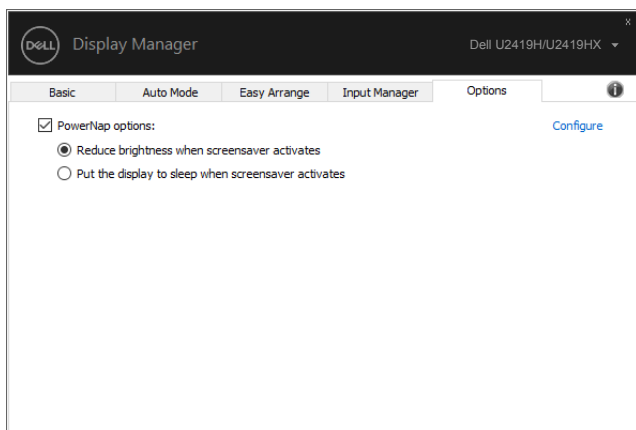 x
DELL Display Manager Dell U2419H/U2419HX
Basic Auto Mode Easy Arrange Input Manager Options i
PowerNap options: Configure
Reduce brightness when screensaver activates
Put the display to sleep when screensaver activates